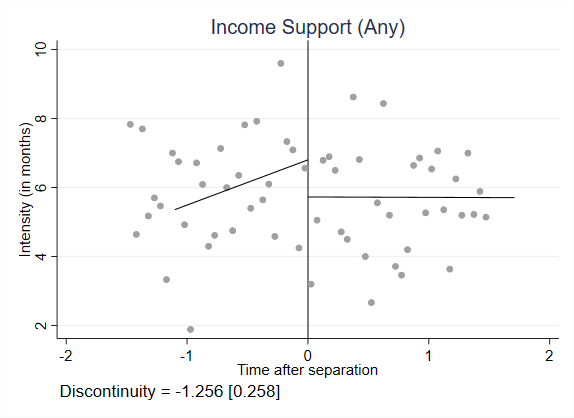 Income Support (Any)
10
8
6
4
2
Intensity (in months)
-2 -1 0 1 2
Time after separation
Discontinuity = -1.256 [0.258]